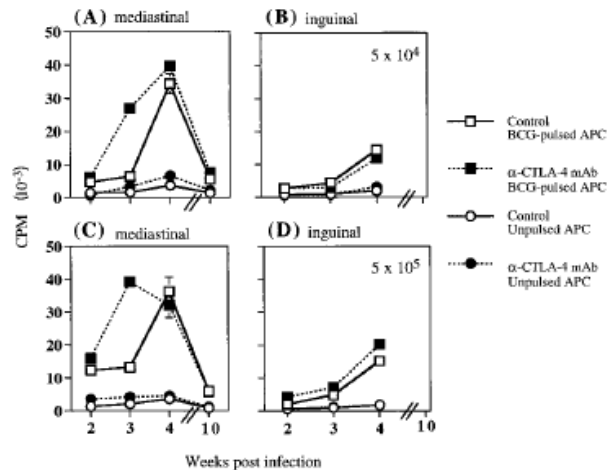 (A) mediastinal
(B) inguinal
50
40
30
20
10
0
5 x 10⁴
Control
BCG-pulsed APC
α-CTLA-4 mAb
BCG-pulsed APC
Control
Unpulsed APC
α-CTLA-4 mAb
Unpulsed APC
CPM (10⁻³)
(C) mediastinal
(D) inguinal
50
40
30
20
10
0
5 x 10⁵
2 3 4 10
2 3 4 10
Weeks post infection